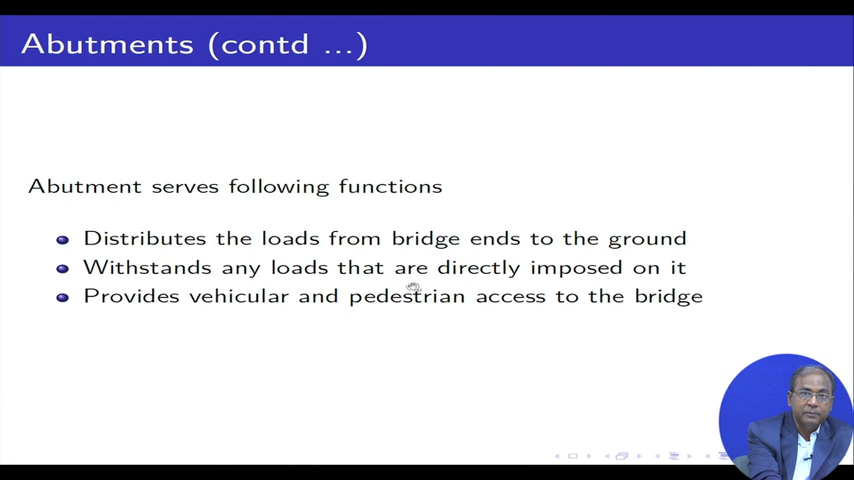 Abutments (contd ...)
Abutment serves following functions
Distributes the loads from bridge ends to the ground
Withstands any loads that are directly imposed on it
Provides vehicular and pedestrian access to the bridge